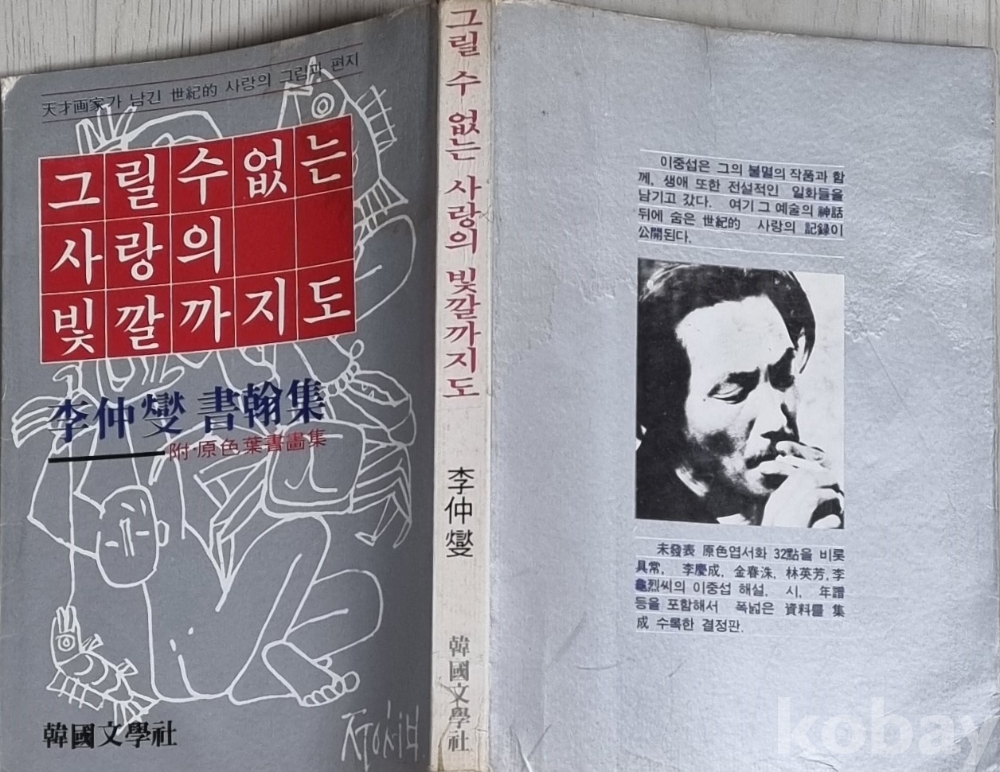 天才画家가 남긴 世紀的 사랑의 그림과 편지
그릴수없는
사랑의
빛깔까지도
李仲燮 書翰集
附·原色葉書畵集
韓國文學社
ㅈㅜㅇㅅㅓㅂ
그릴 수 없는 사랑의 빛깔까지도
李仲燮
韓國文學社
이중섭은 그의 불멸의 작품과 함
께, 생애 또한 전설적인 일화들을
남기고 갔다. 여기 그 예술의 神話
뒤에 숨은 世紀的 사랑의 記録이
公開된다.
未發表 原色엽서화 32點을 비롯
具常, 李慶成, 金春洙, 林英芳, 李
龜烈씨의 이중섭 해설, 시, 年譜
등을 포함해서 폭넓은 資料를 集
成 수록한 결정판.
kobay